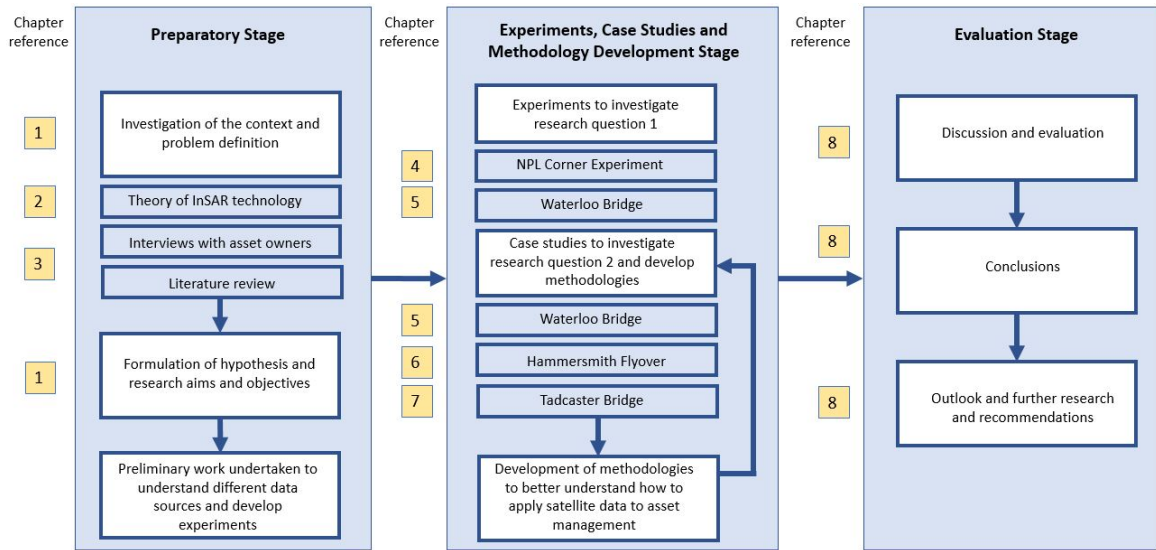 Chapter
reference
Preparatory Stage
1
Investigation of the context and
problem definition
2
Theory of InSAR technology
Interviews with asset owners
3
Literature review
1
Formulation of hypothesis and
research aims and objectives
Preliminary work undertaken to
understand different data
sources and develop
experiments
Chapter
reference
Experiments, Case Studies and
Methodology Development Stage
Experiments to investigate
research question 1
4
NPL Corner Experiment
5
Waterloo Bridge
Case studies to investigate
research question 2 and develop
methodologies
5
Waterloo Bridge
6
Hammersmith Flyover
7
Tadcaster Bridge
Development of methodologies
to better understand how to
apply satellite data to asset
management
Chapter
reference
Evaluation Stage
8
Discussion and evaluation
8
Conclusions
8
Outlook and further research
and recommendations